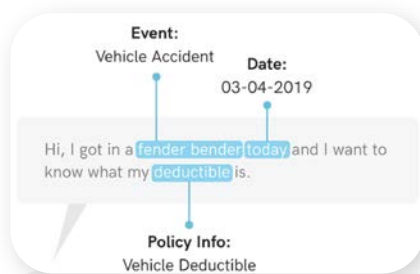 Event:
Vehicle Accident
Date:
03-04-2019
Hi, I got in a fender bender today and I want to
know what my deductible is.
Policy Info:
Vehicle Deductible